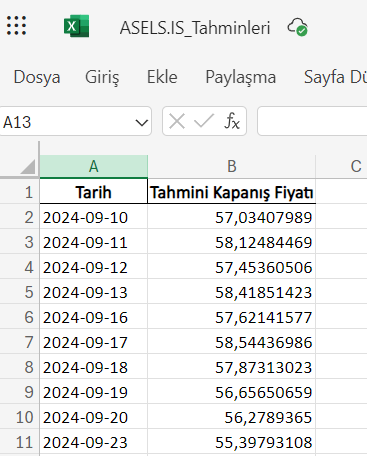 ASELS.IS_Tahminleri
Dosya Giriş Ekle Paylaşma Sayfa Dü
A13 fx
A B C
1 Tarih Tahmini Kapanış Fiyatı
2 2024-09-10 57,03407989
3 2024-09-11 58,12484469
4 2024-09-12 57,45360506
5 2024-09-13 58,41851423
6 2024-09-16 57,62141577
7 2024-09-17 58,54436986
8 2024-09-18 57,87313023
9 2024-09-19 56,65650659
10 2024-09-20 56,2789365
11 2024-09-23 55,39793108